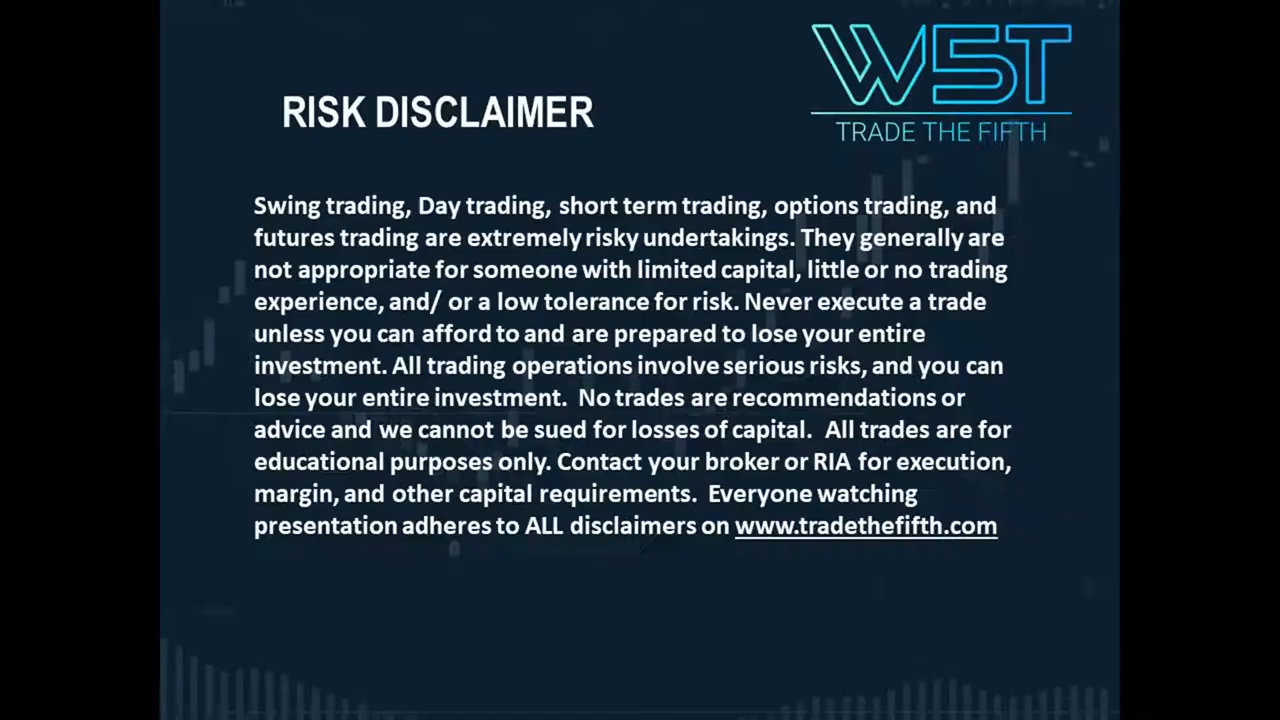 W5T
TRADE THE FIFTH
RISK DISCLAIMER
Swing trading, Day trading, short term trading, options trading, and
futures trading are extremely risky undertakings. They generally are
not appropriate for someone with limited capital, little or no trading
experience, and/ or a low tolerance for risk. Never execute a trade
unless you can afford to and are prepared to lose your entire
investment. All trading operations involve serious risks, and you can
lose your entire investment.  No trades are recommendations or
advice and we cannot be sued for losses of capital.  All trades are for
educational purposes only. Contact your broker or RIA for execution,
margin, and other capital requirements.  Everyone watching
presentation adheres to ALL disclaimers on www.tradethefifth.com